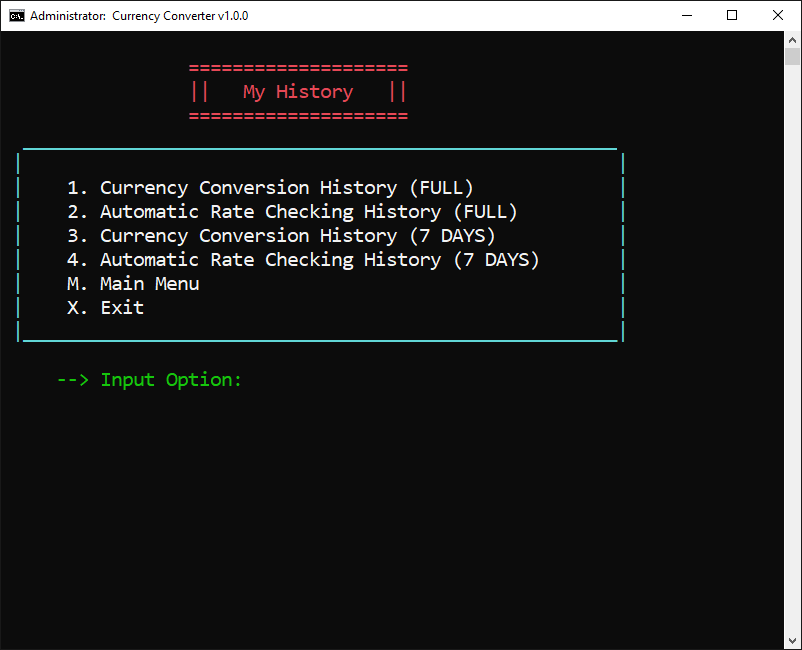 Administrator: Currency Converter v1.0.0
====================
|| My History ||
====================
1. Currency Conversion History (FULL)
2. Automatic Rate Checking History (FULL)
3. Currency Conversion History (7 DAYS)
4. Automatic Rate Checking History (7 DAYS)
M. Main Menu
X. Exit
--> Input Option: